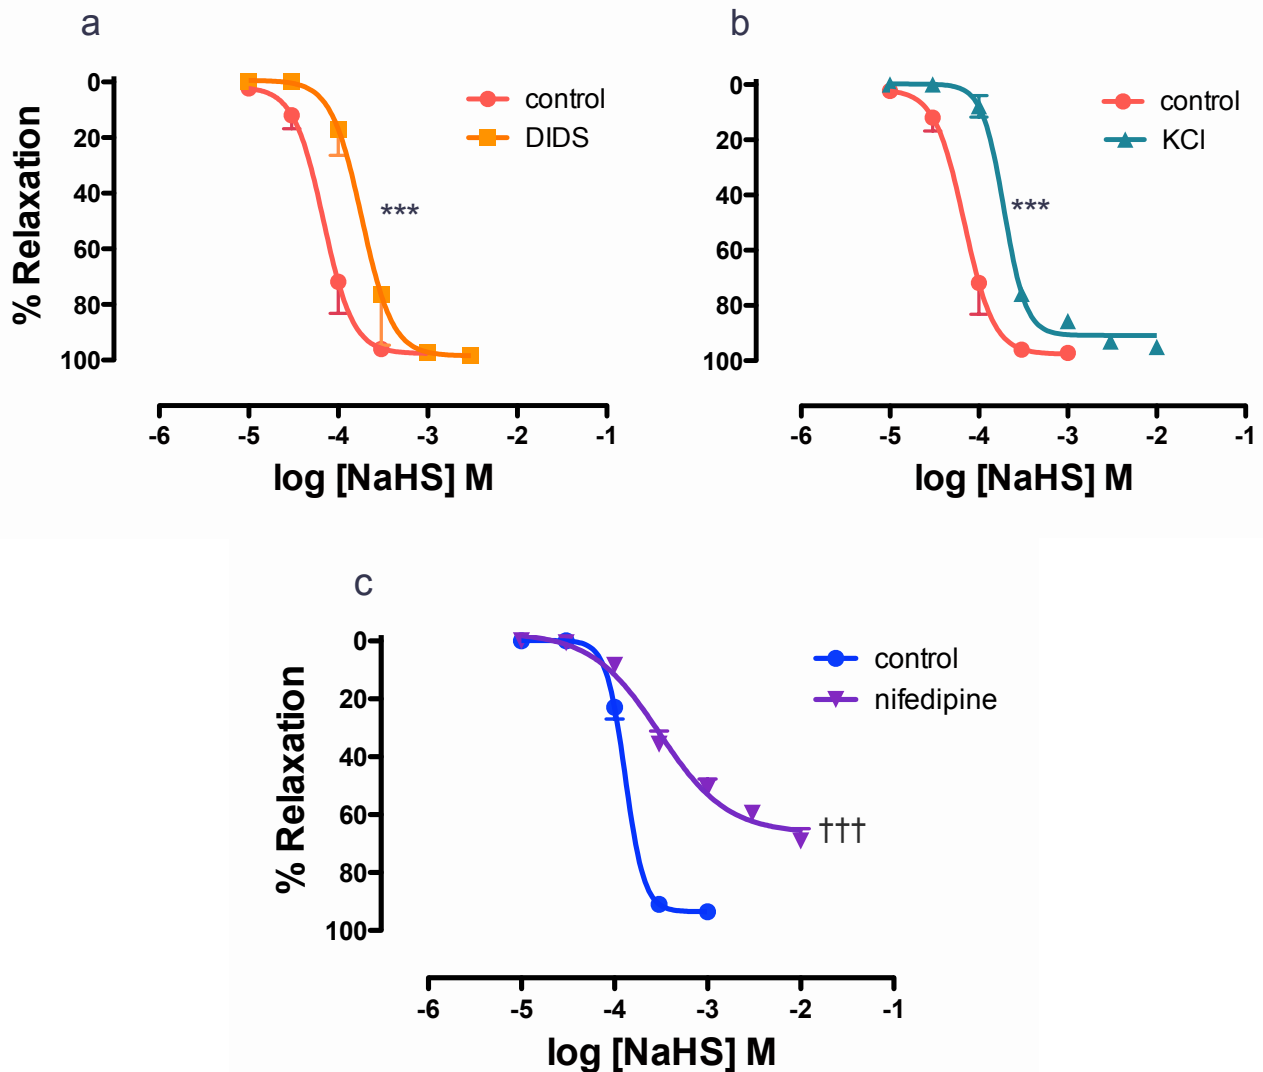 a
% Relaxation
0
20
40
60
80
100
control
DIDS
***
-6 -5 -4 -3 -2 -1
log [NaHS] M
b
0
20
40
60
80
100
control
KCl
***
-6 -5 -4 -3 -2 -1
log [NaHS] M
c
% Relaxation
0
20
40
60
80
100
control
nifedipine
†††
-6 -5 -4 -3 -2 -1
log [NaHS] M